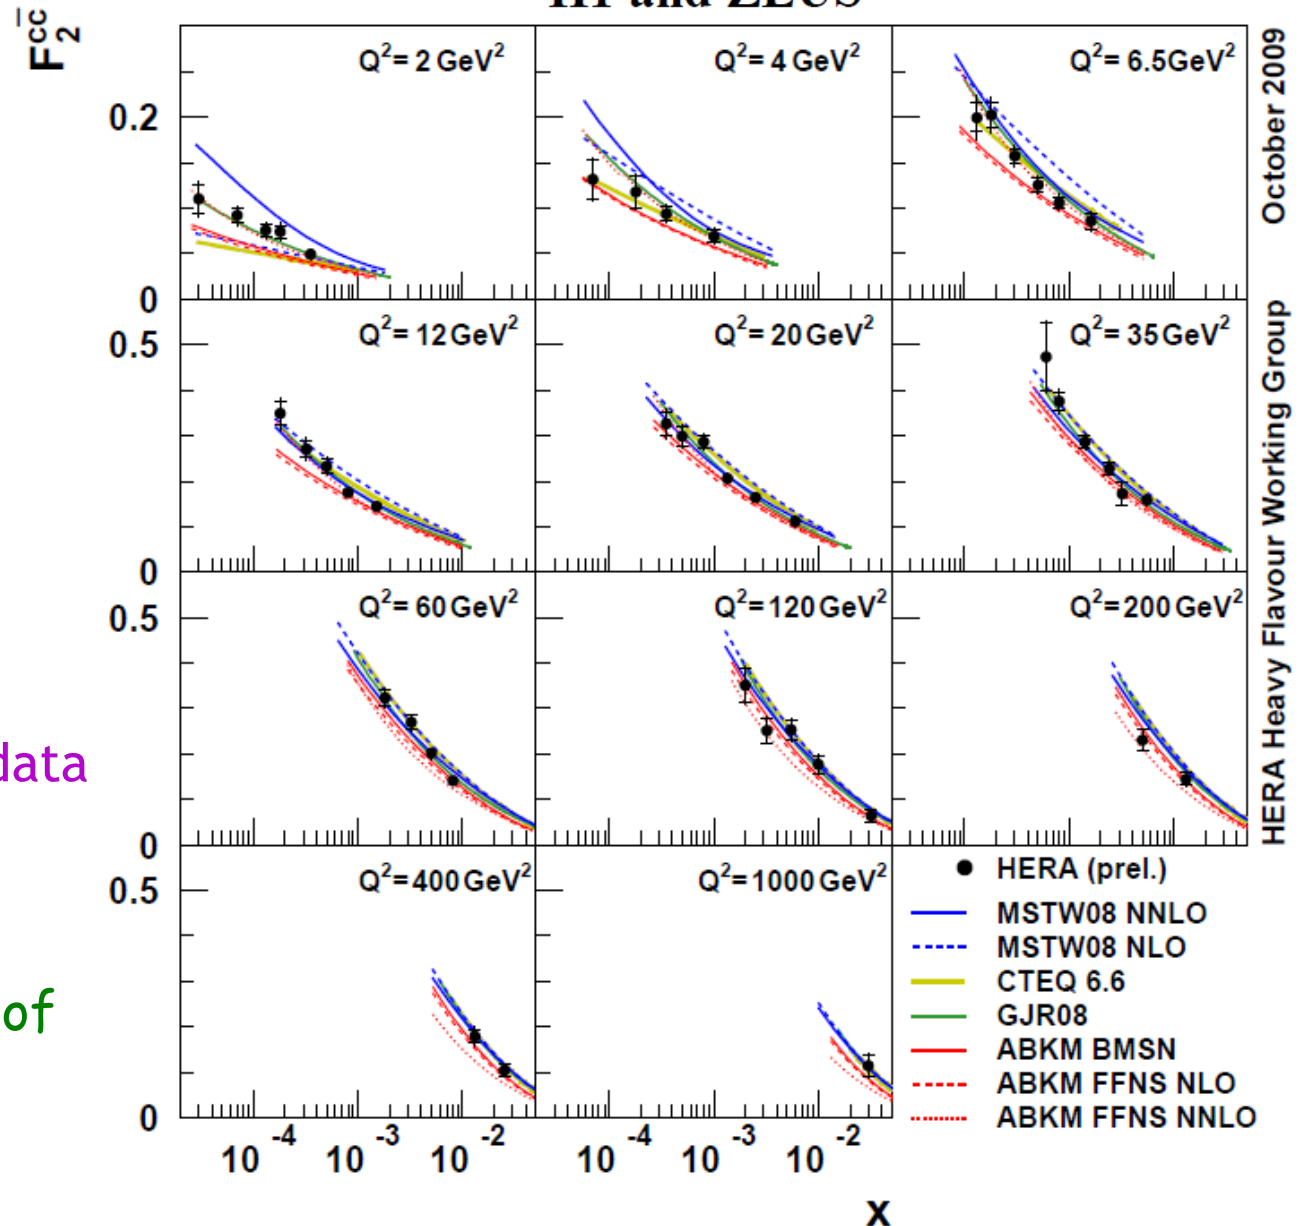 H1 and ZEUS
F₂^cc̅
Q²= 2 GeV²
Q²= 4 GeV²
Q²= 6.5GeV²
0.2
0
Q²= 12 GeV²
Q²= 20 GeV²
Q²= 35 GeV²
0.5
0
Q²= 60 GeV²
Q²=120 GeV²
Q²=200 GeV²
0.5
0
Q²=400 GeV²
Q²=1000 GeV²
0.5
0
HERA (prel.)
MSTW08 NNLO
MSTW08 NLO
CTEQ 6.6
GJR08
ABKM BMSN
ABKM FFNS NLO
ABKM FFNS NNLO
10⁻⁴ 10⁻³ 10⁻² 10⁻⁴ 10⁻³ 10⁻²
x
HERA Heavy Flavour Working Group October 2009
data
of